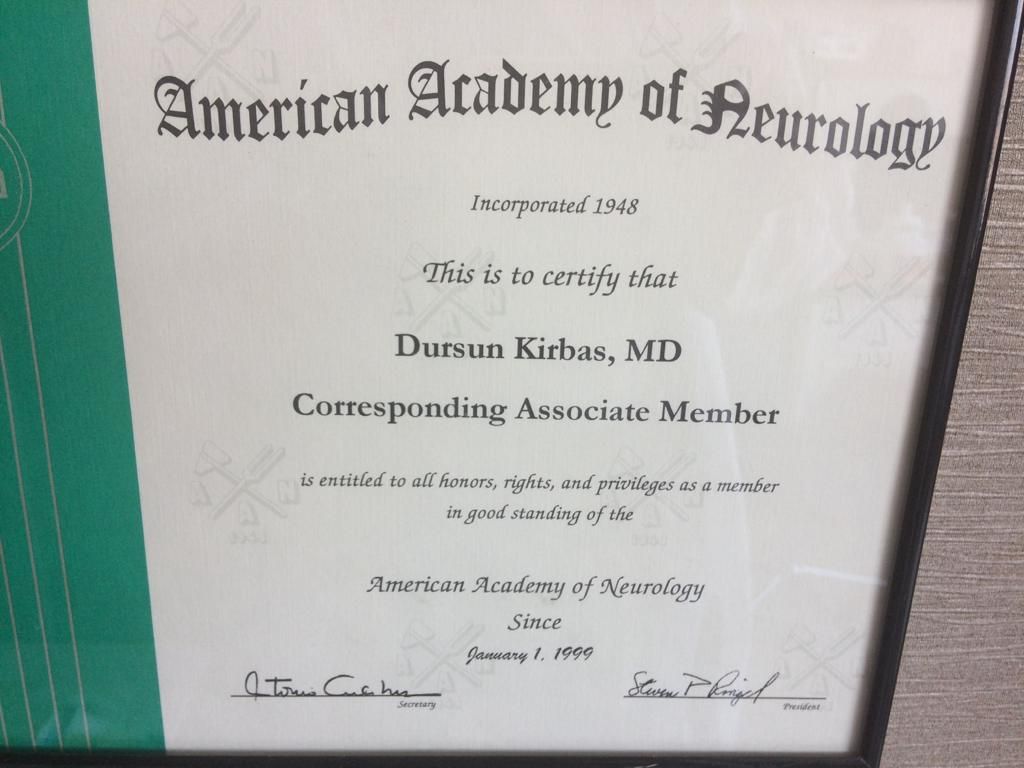 American Academy of Neurology
Incorporated 1948
This is to certify that
Dursun Kirbas, MD
Corresponding Associate Member
is entitled to all honors, rights, and privileges as a member
in good standing of the
American Academy of Neurology
Since
January 1, 1999
Steven P Ringel
Secretary
President